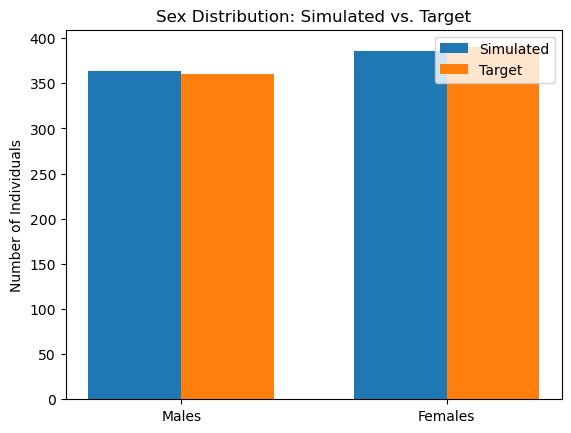 Sex Distribution: Simulated vs. Target
Simulated
Target
Number of Individuals
400
350
300
250
200
150
100
50
0
Males
Females